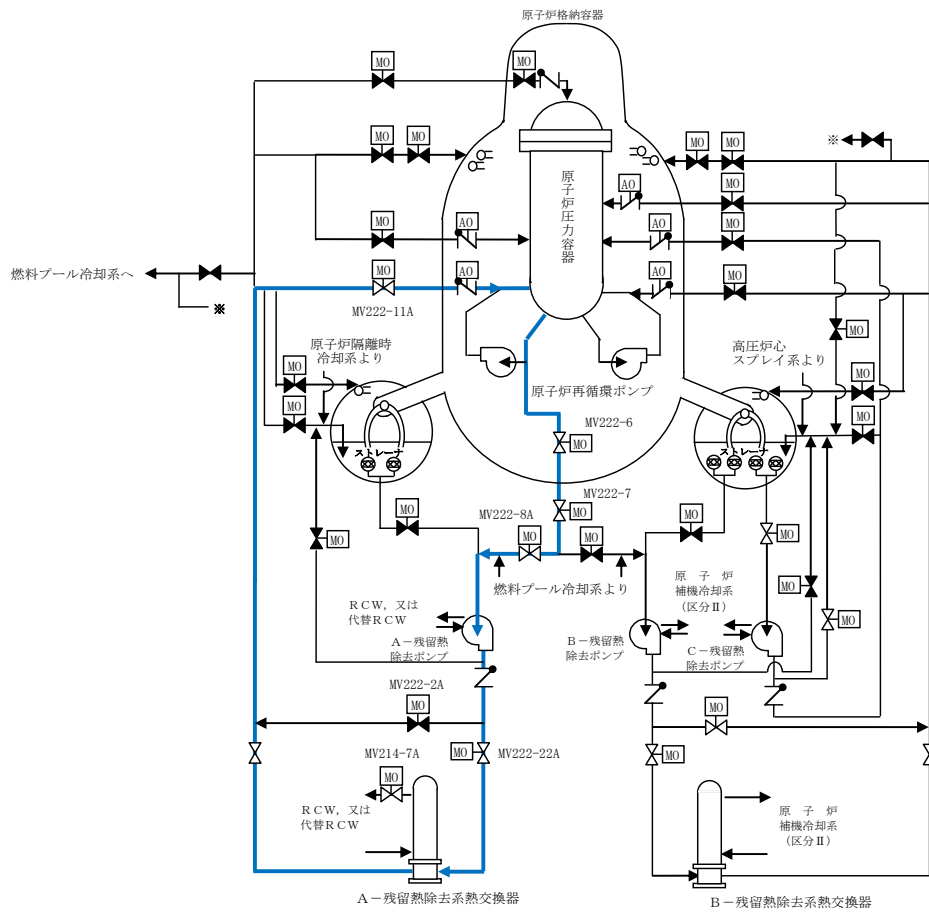 原子炉格納容器
MO
MO
MO
MO
MO
MO
※
原子炉圧力容器
AO
MO
MO
AO
AO
MO
燃料プール冷却系へ
MO
AO
AO
MO
※
MV222-11A
MO
原子炉隔離時
冷却系より
高圧炉心
スプレイ系より
MO
MO
原子炉再循環ポンプ
MO
MO
MV222-6
MO
ストレーナ
ストレーナ
MV222-7
MO
MV222-8A
MO
MO
MO
MO
MO
MO
燃料プール冷却系より
原子炉
補機冷却系
(区分Ⅱ)
MO
MO
RCW，又は
代替RCW
A－残留熱
除去ポンプ
B－残留熱
除去ポンプ
C－残留熱
除去ポンプ
MV222-2A
MO
MO
MV214-7A
MO
MV222-22A
MO
MO
RCW，又は
代替RCW
原子炉
補機冷却系
(区分Ⅱ)
A－残留熱除去系熱交換器
B－残留熱除去系熱交換器